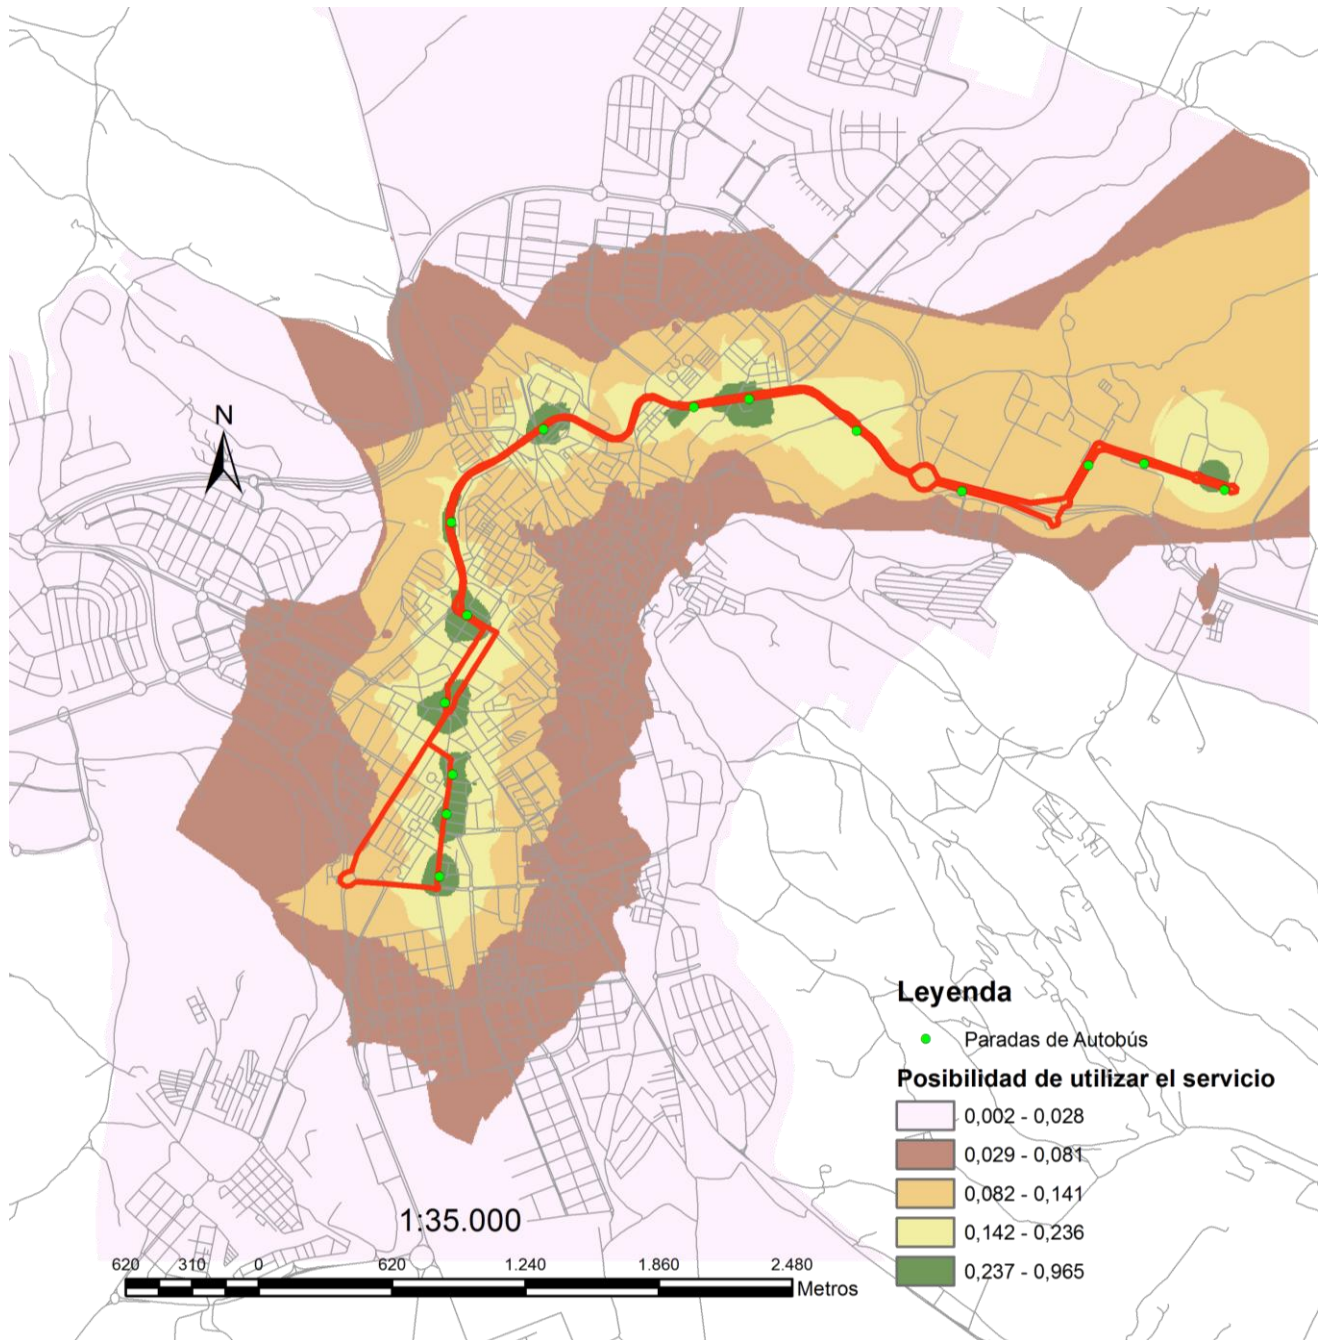 N
Leyenda
Paradas de Autobús
Posibilidad de utilizar el servicio
0,002 - 0,028
0,029 - 0,081
0,082 - 0,141
0,142 - 0,236
0,237 - 0,965
1:35.000
620 310 0 620 1.240 1.860 2.480
Metros